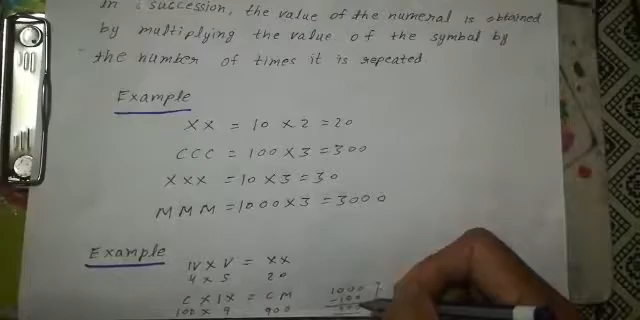 in succession, the value of the numeral is obtained
by multiplying the value of the symbol by
the number of times it is repeated.
Example
XX = 10 X 2 = 20
CCC = 100 X 3 = 300
XXX = 10 X 3 = 30
MMM = 1000 X 3 = 3000
Example
IV X V = XX
4 X 5 20
C X IX = CM
100 X 9 900
1000
-100